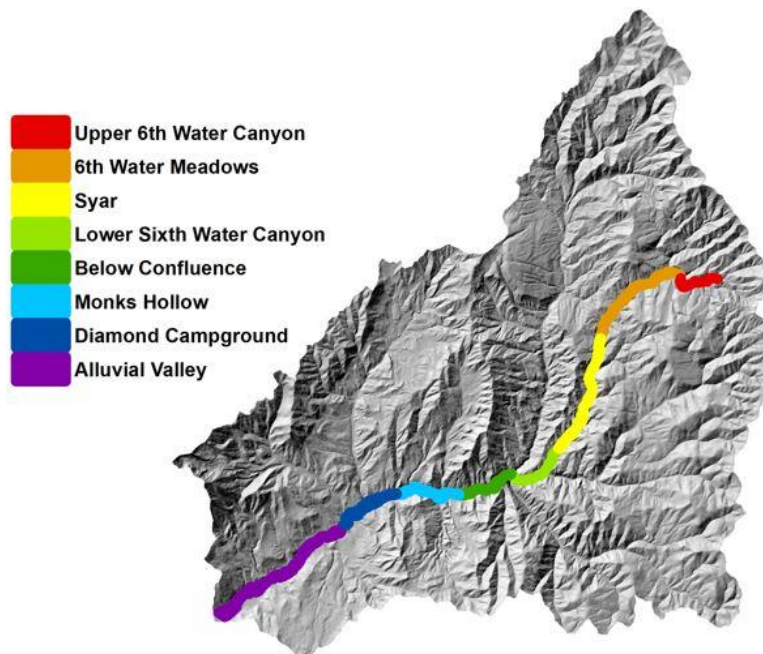 Upper 6th Water Canyon
6th Water Meadows
Syar
Lower Sixth Water Canyon
Below Confluence
Monks Hollow
Diamond Campground
Alluvial Valley